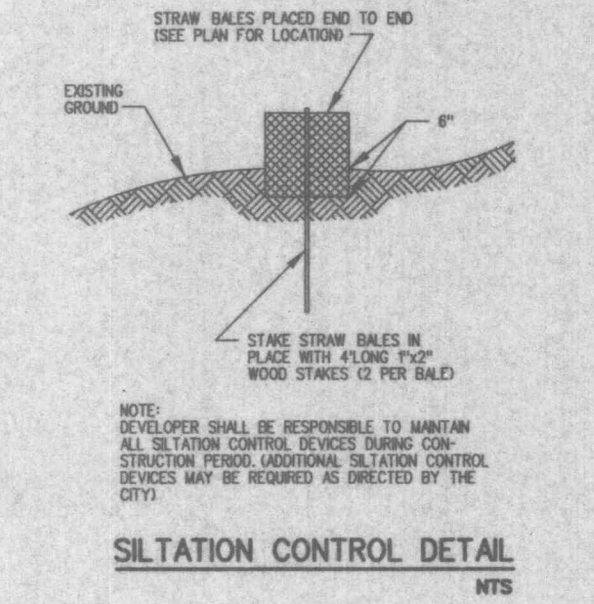 STRAW BALES PLACED END TO END
(SEE PLAN FOR LOCATION)
EXISTING
GROUND
6"
STAKE STRAW BALES IN
PLACE WITH 4'LONG 1"x2"
WOOD STAKES (2 PER BALE)
NOTE:
DEVELOPER SHALL BE RESPONSIBLE TO MAINTAIN
ALL SILTATION CONTROL DEVICES DURING CON-
STRUCTION PERIOD. (ADDITIONAL SILTATION CONTROL
DEVICES MAY BE REQUIRED AS DIRECTED BY THE
CITY)
SILTATION CONTROL DETAIL
NTS